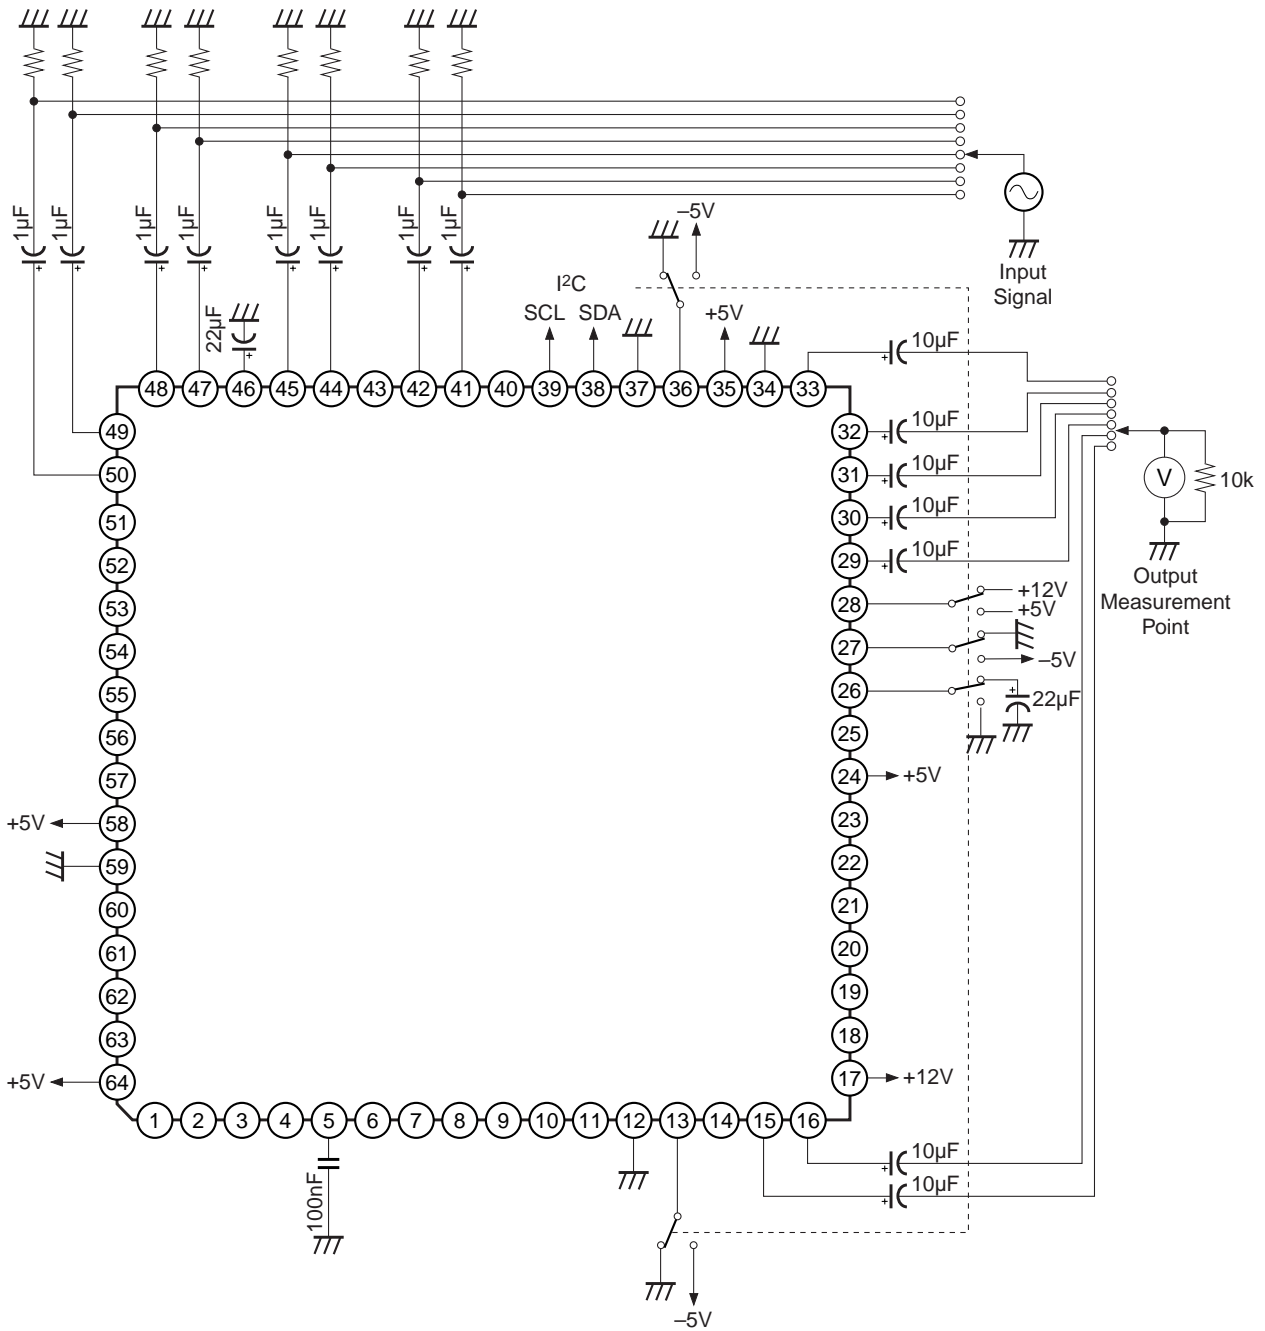 1µF
1µF
1µF
1µF
1µF
1µF
1µF
1µF
–5V
Input
Signal
22µF
I²C
SCL SDA
+5V
10µF
48 47 46 45 44 43 42 41 40 39 38 37 36 35 34 33
49
50
51
52
53
54
55
56
57
+5V 58
59
60
61
62
63
+5V 64
32 10µF
31 10µF
30 10µF
29 10µF
28 +12V
+5V
27
–5V
26 22µF
25
24 +5V
23
22
21
20
19
18
17 +12V
V 10k
Output
Measurement
Point
1 2 3 4 5 6 7 8 9 10 11 12 13 14 15 16
10µF
10µF
100nF
–5V